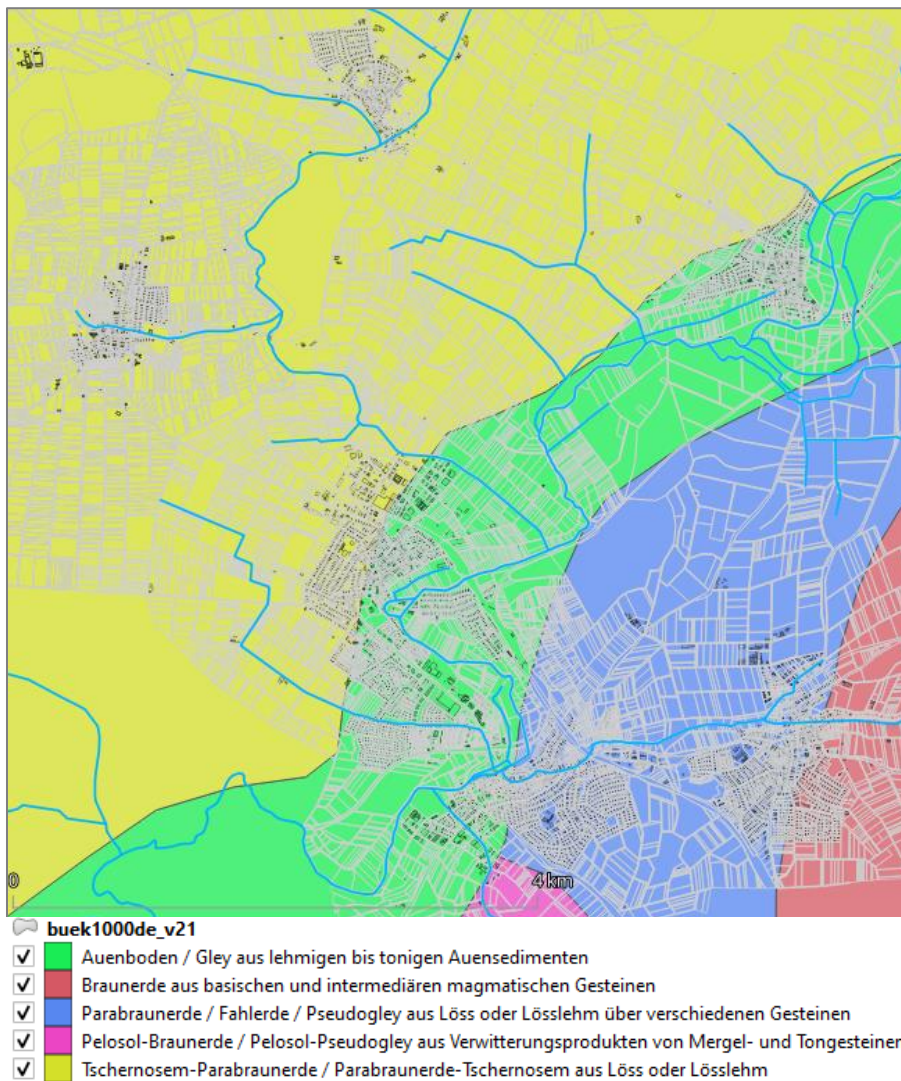 0 4km
buek1000de_v21
Auenboden / Gley aus lehmigen bis tonigen Auensedimenten
Braunerde aus basischen und intermediären magmatischen Gesteinen
Parabraunerde / Fahlerde / Pseudogley aus Löss oder Lösslehm über verschiedenen Gesteinen
Pelosol-Braunerde / Pelosol-Pseudogley aus Verwitterungsprodukten von Mergel- und Tongesteinen
Tschernosem-Parabraunerde / Parabraunerde-Tschernosem aus Löss oder Lösslehm